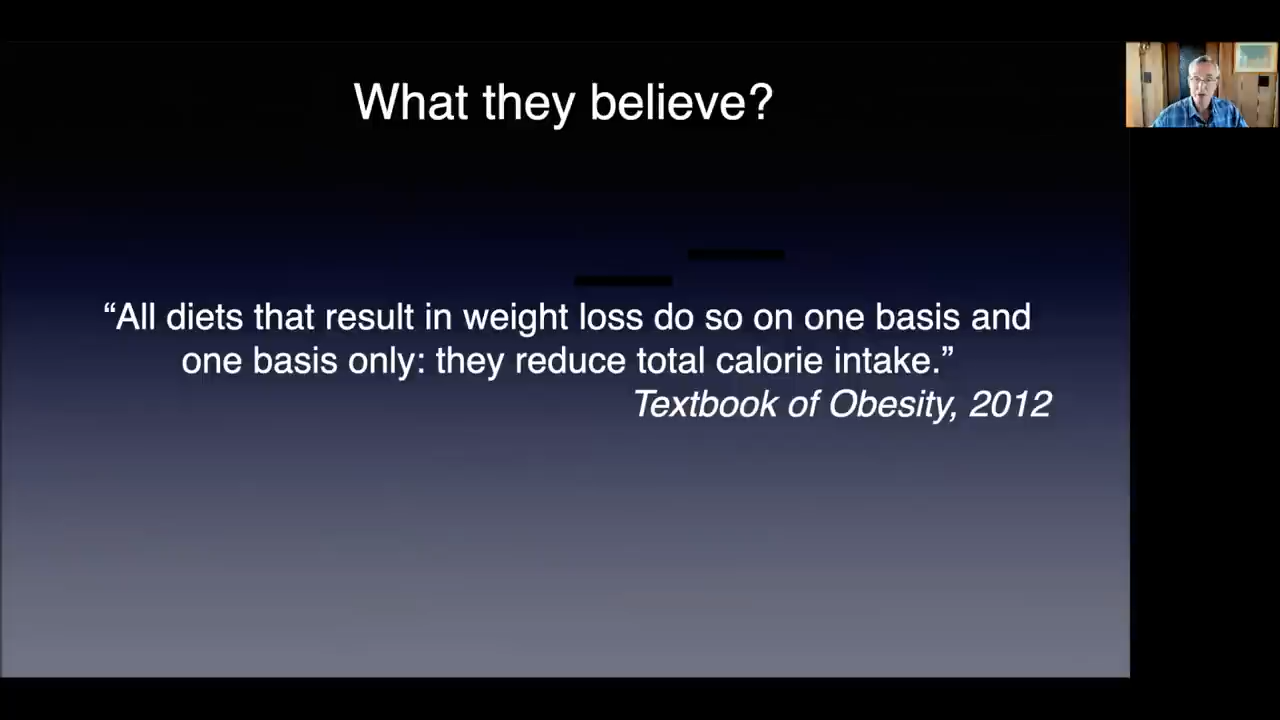 What they believe?
“All diets that result in weight loss do so on one basis and
one basis only: they reduce total calorie intake.”
Textbook of Obesity, 2012